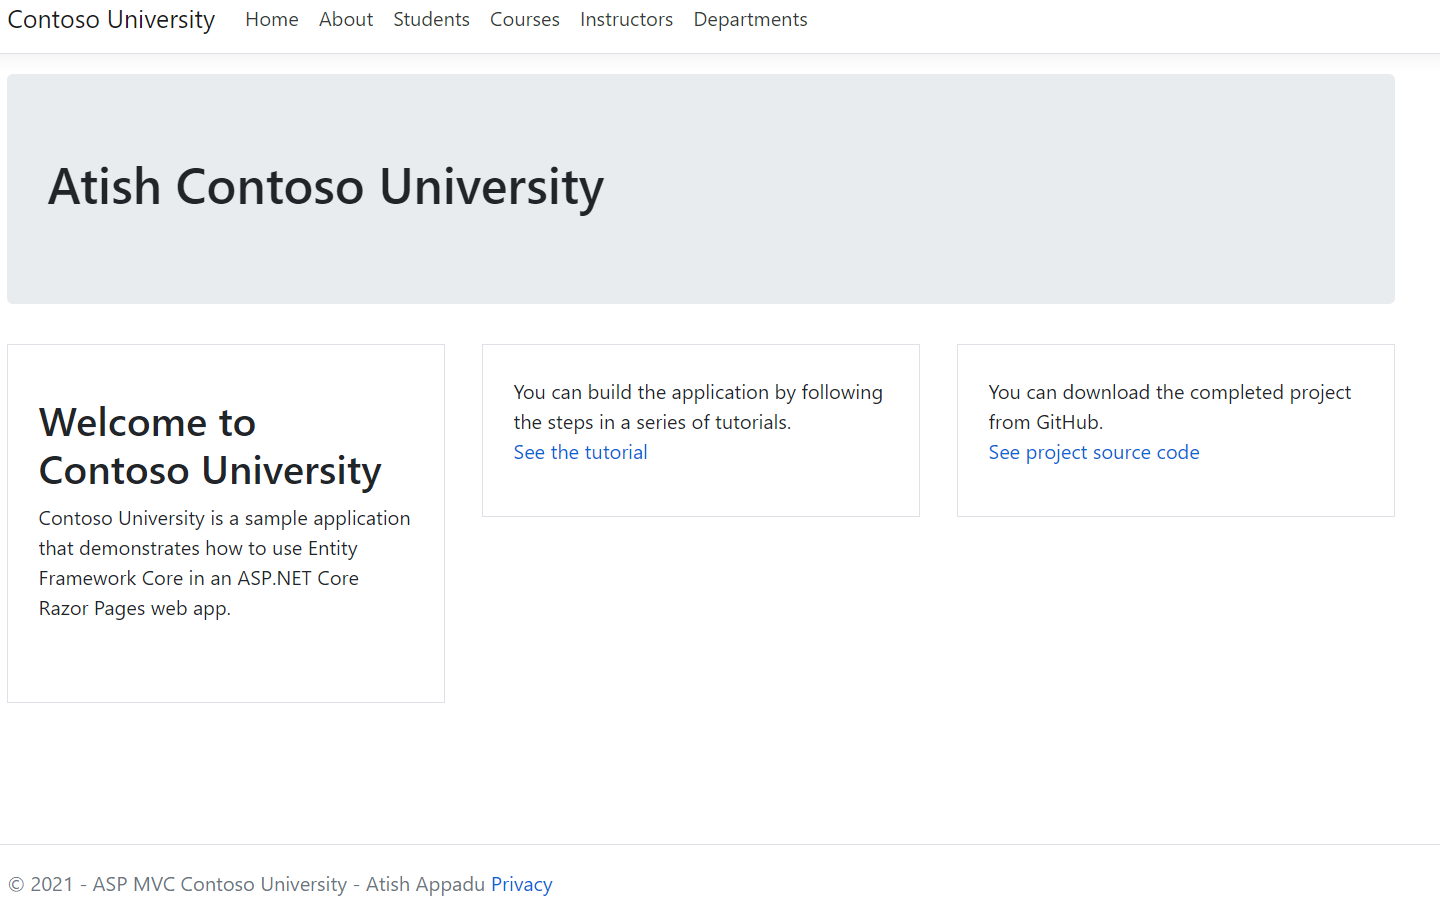 Contoso University Home About Students Courses Instructors Departments
Atish Contoso University
Welcome to
Contoso University
Contoso University is a sample application
that demonstrates how to use Entity
Framework Core in an ASP.NET Core
Razor Pages web app.
You can build the application by following
the steps in a series of tutorials.
See the tutorial
You can download the completed project
from GitHub.
See project source code
© 2021 - ASP MVC Contoso University - Atish Appadu Privacy